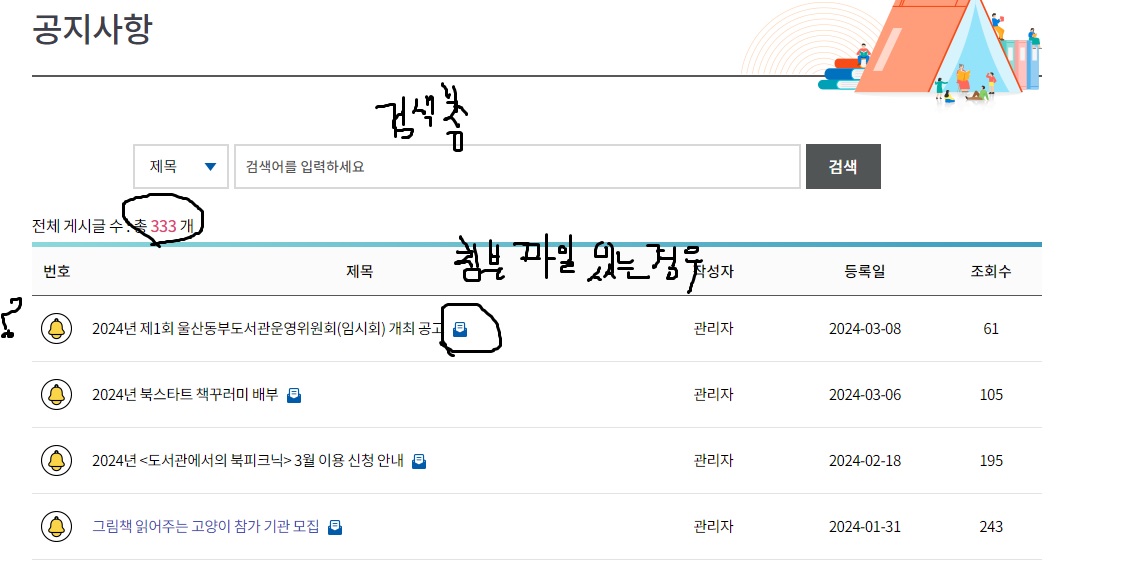 공지사항
검색폼
제목 검색어를 입력하세요 검색
전체 게시글 수 : 총 333 개
첨부 파일 있는 경우
번호 제목 작성자 등록일 조회수
?
2024년 제1회 울산동부도서관운영위원회(임시회) 개최 공고 관리자 2024-03-08 61
2024년 북스타트 책꾸러미 배부 관리자 2024-03-06 105
2024년 <도서관에서의 북피크닉> 3월 이용 신청 안내 관리자 2024-02-18 195
그림책 읽어주는 고양이 참가 기관 모집 관리자 2024-01-31 243